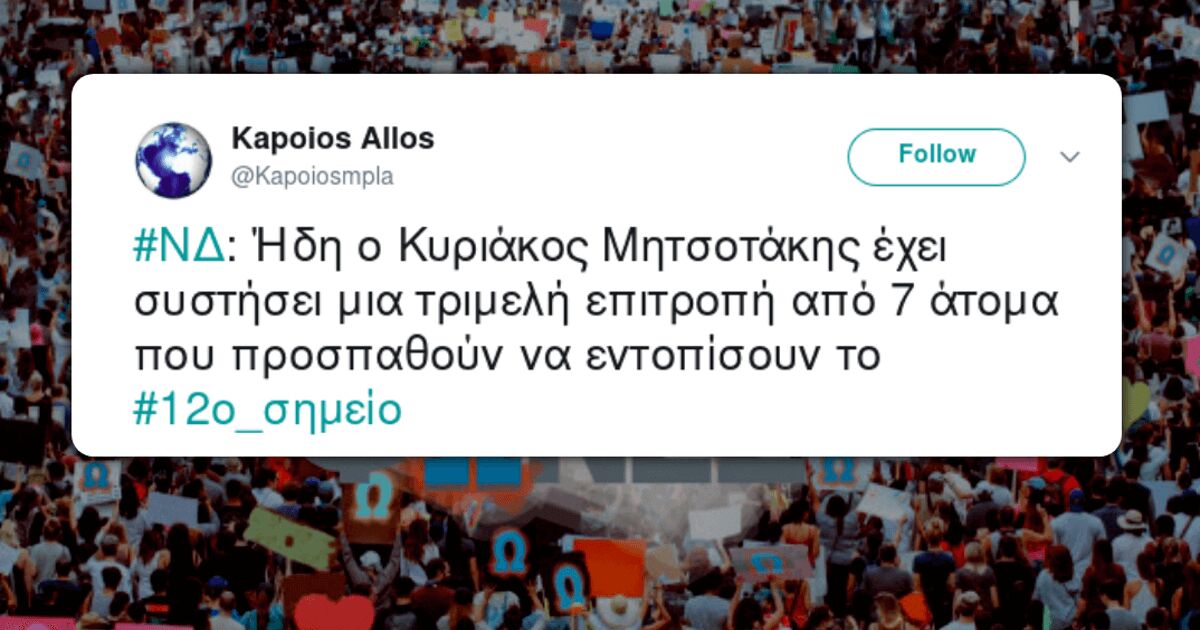 Kapoios Allos
@Kapoiosmpla
Follow
#ΝΔ: Ήδη ο Κυριάκος Μητσοτάκης έχει
συστήσει μια τριμελή επιτροπή από 7 άτομα
που προσπαθούν να εντοπίσουν το
#12ο_σημείο
Ω
Ω
Ω
Ω
Ω
Ω